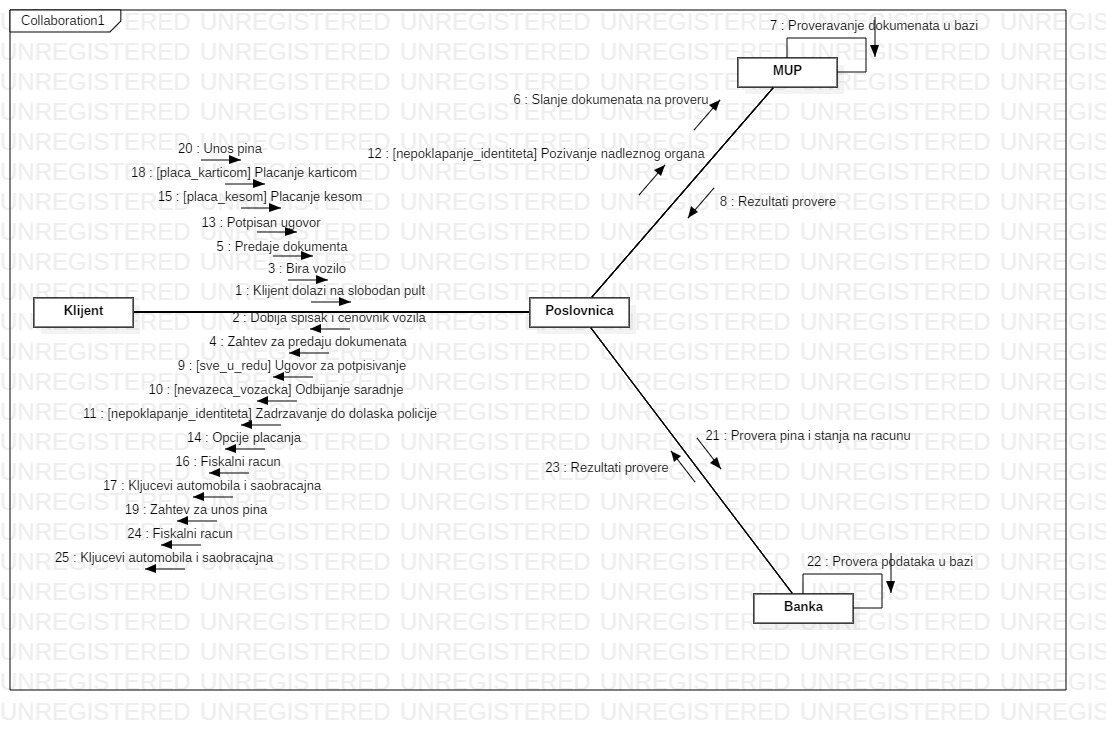 Collaboration1
7 : Proveravanje dokumenata u bazi
MUP
6 : Slanje dokumenata na proveru
12 : [nepoklapanje_identiteta] Pozivanje nadleznog organa
8 : Rezultati provere
20 : Unos pina
18 : [placa_karticom] Placanje karticom
15 : [placa_kesom] Placanje kesom
13 : Potpisan ugovor
5 : Predaje dokumenta
3 : Bira vozilo
1 : Klijent dolazi na slobodan pult
Klijent
Poslovnica
2 : Dobija spisak i cenovnik vozila
4 : Zahtev za predaju dokumenata
9 : [sve_u_redu] Ugovor za potpisivanje
10 : [nevazeca_vozacka] Odbijanje saradnje
11 : [nepoklapanje_identiteta] Zadrzavanje do dolaska policije
14 : Opcije placanja
16 : Fiskalni racun
17 : Kljucevi automobila i saobracajna
19 : Zahtev za unos pina
24 : Fiskalni racun
25 : Kljucevi automobila i saobracajna
21 : Provera pina i stanja na racunu
23 : Rezultati provere
22 : Provera podataka u bazi
Banka
UNREGISTERED